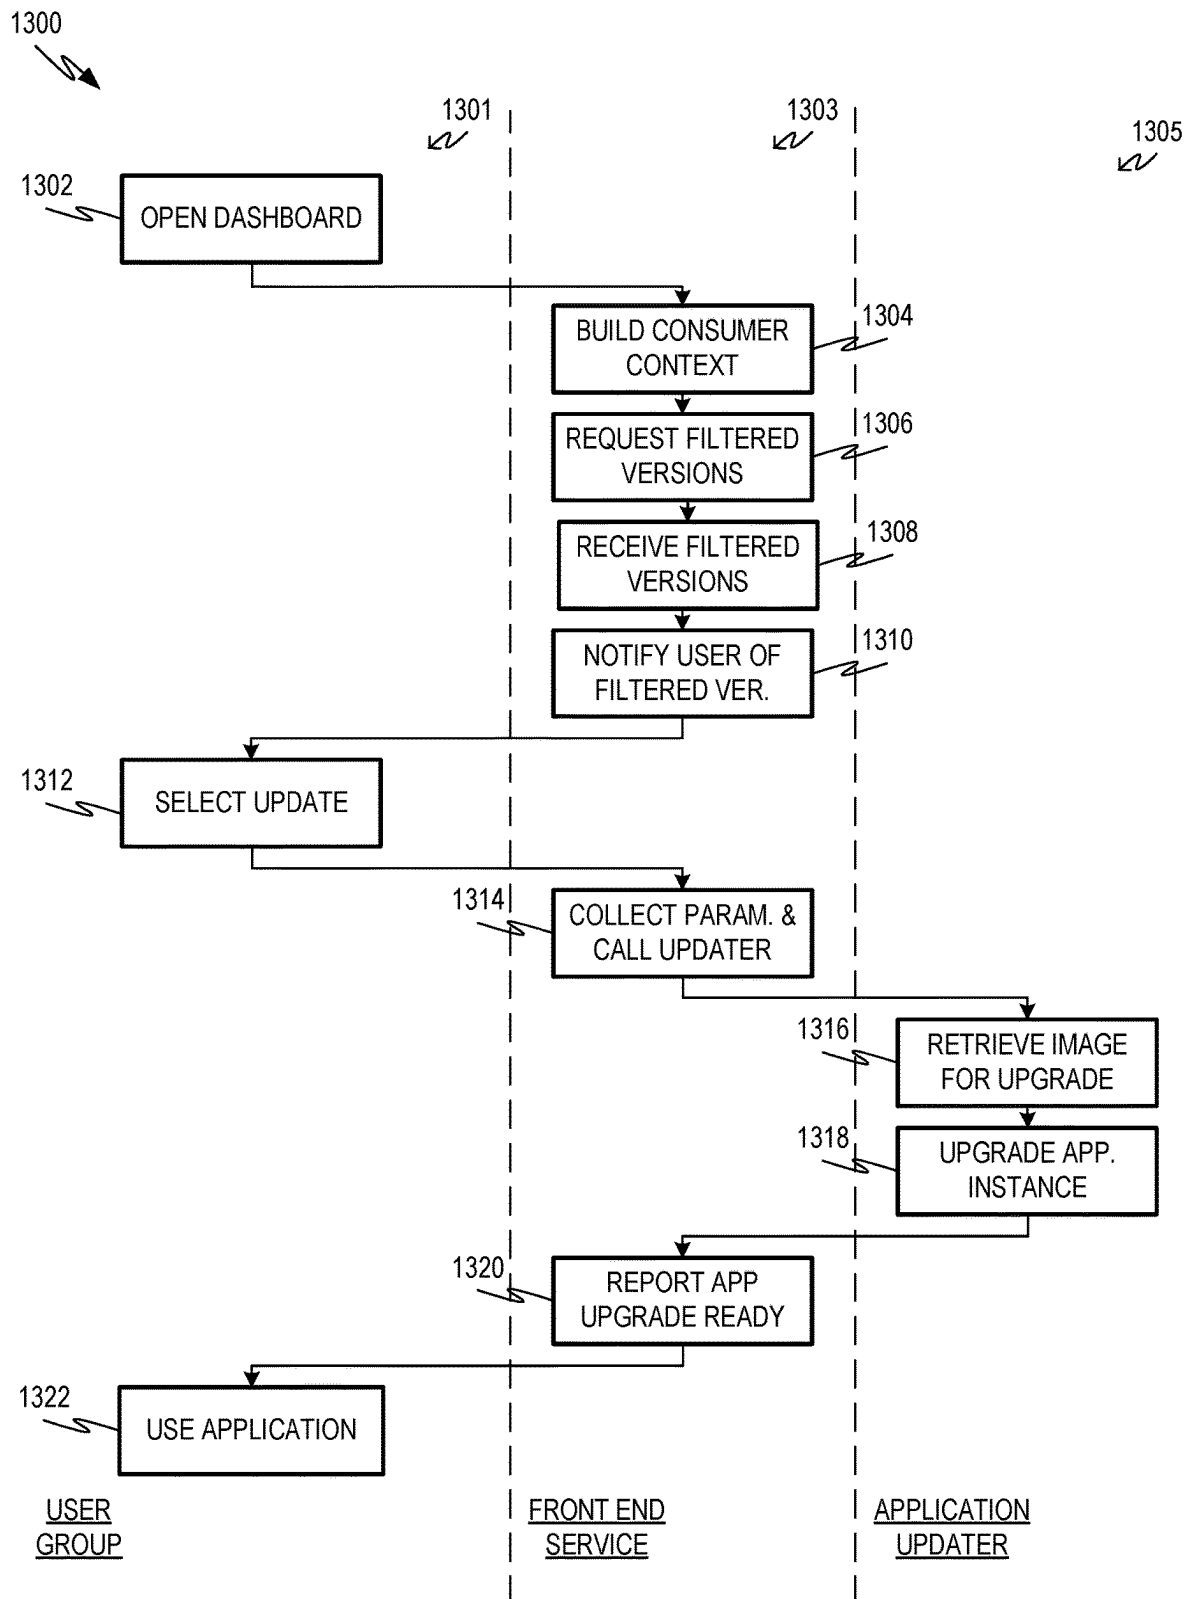 1300
1301
1303
1305
1302
OPEN DASHBOARD
BUILD CONSUMER
CONTEXT
1304
REQUEST FILTERED
VERSIONS
1306
RECEIVE FILTERED
VERSIONS
1308
NOTIFY USER OF
FILTERED VER.
1310
1312
SELECT UPDATE
1314
COLLECT PARAM. &
CALL UPDATER
1316
RETRIEVE IMAGE
FOR UPGRADE
1318
UPGRADE APP.
INSTANCE
1320
REPORT APP
UPGRADE READY
1322
USE APPLICATION
USER
GROUP
FRONT END
SERVICE
APPLICATION
UPDATER